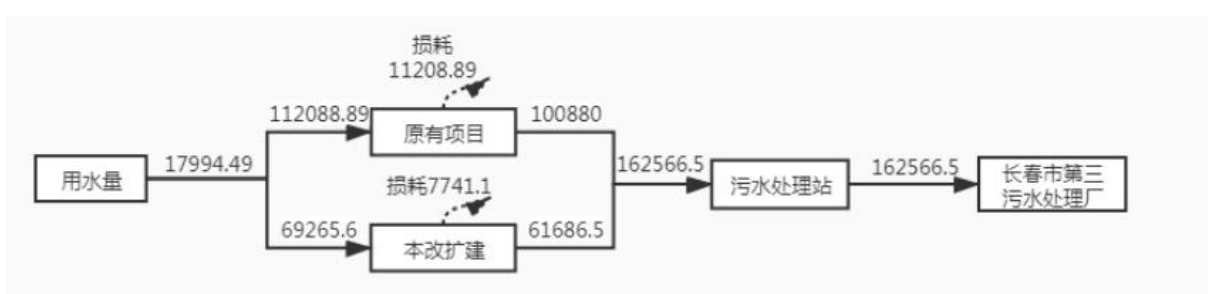 损耗
11208.89
112088.89
原有项目
100880
用水量
17994.49
162566.5
污水处理站
162566.5
长春市第三
污水处理厂
损耗7741.1
69265.6
本改扩建
61686.5